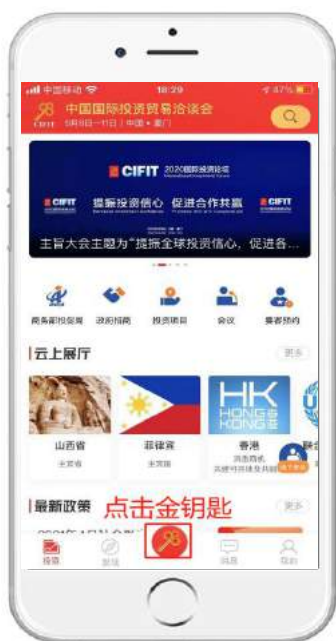 中国移动 18:29 47%
98 中国国际投资贸易洽谈会
CIFIT 9月8日—11日 | 中国·厦门
CIFIT 2020国际投资论坛
CIFIT 提振投资信心 促进合作共赢 CIFIT
主旨大会主题为“提振全球投资信心，促进各...
商务部投促局 政府招商 投资项目 会议 赛客预约
云上展厅 更多
HK
HONG
KONG
山西省 菲律宾 香港
主宾省 主宾国
最新政策 点击金钥匙 更多
投资 发现 98 消息 我的